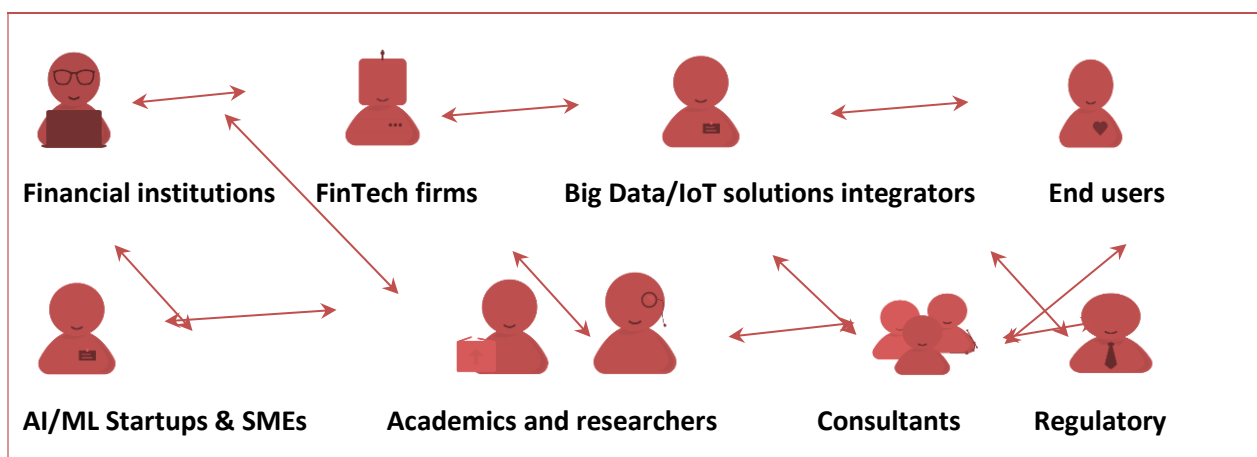 Financial institutions
FinTech firms
Big Data/IoT solutions integrators
End users
AI/ML Startups & SMEs
Academics and researchers
Consultants
Regulatory